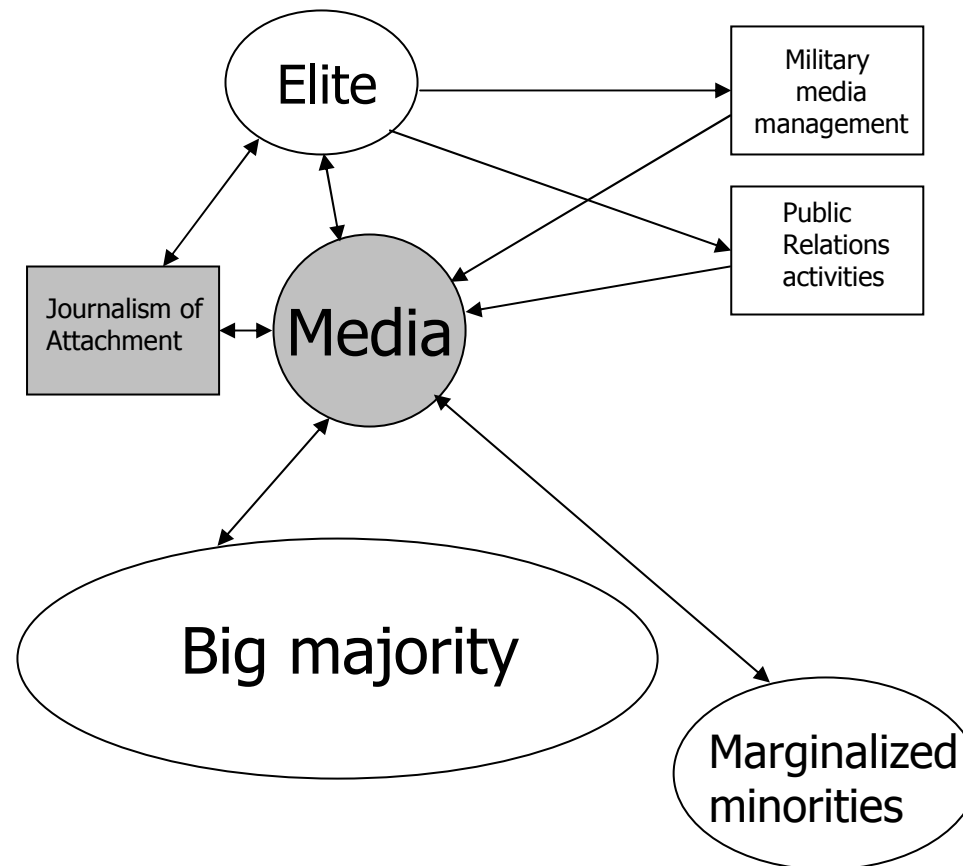 Elite
Military
media
management
Public
Relations
activities
Journalism of
Attachment
Media
Big majority
Marginalized
minorities